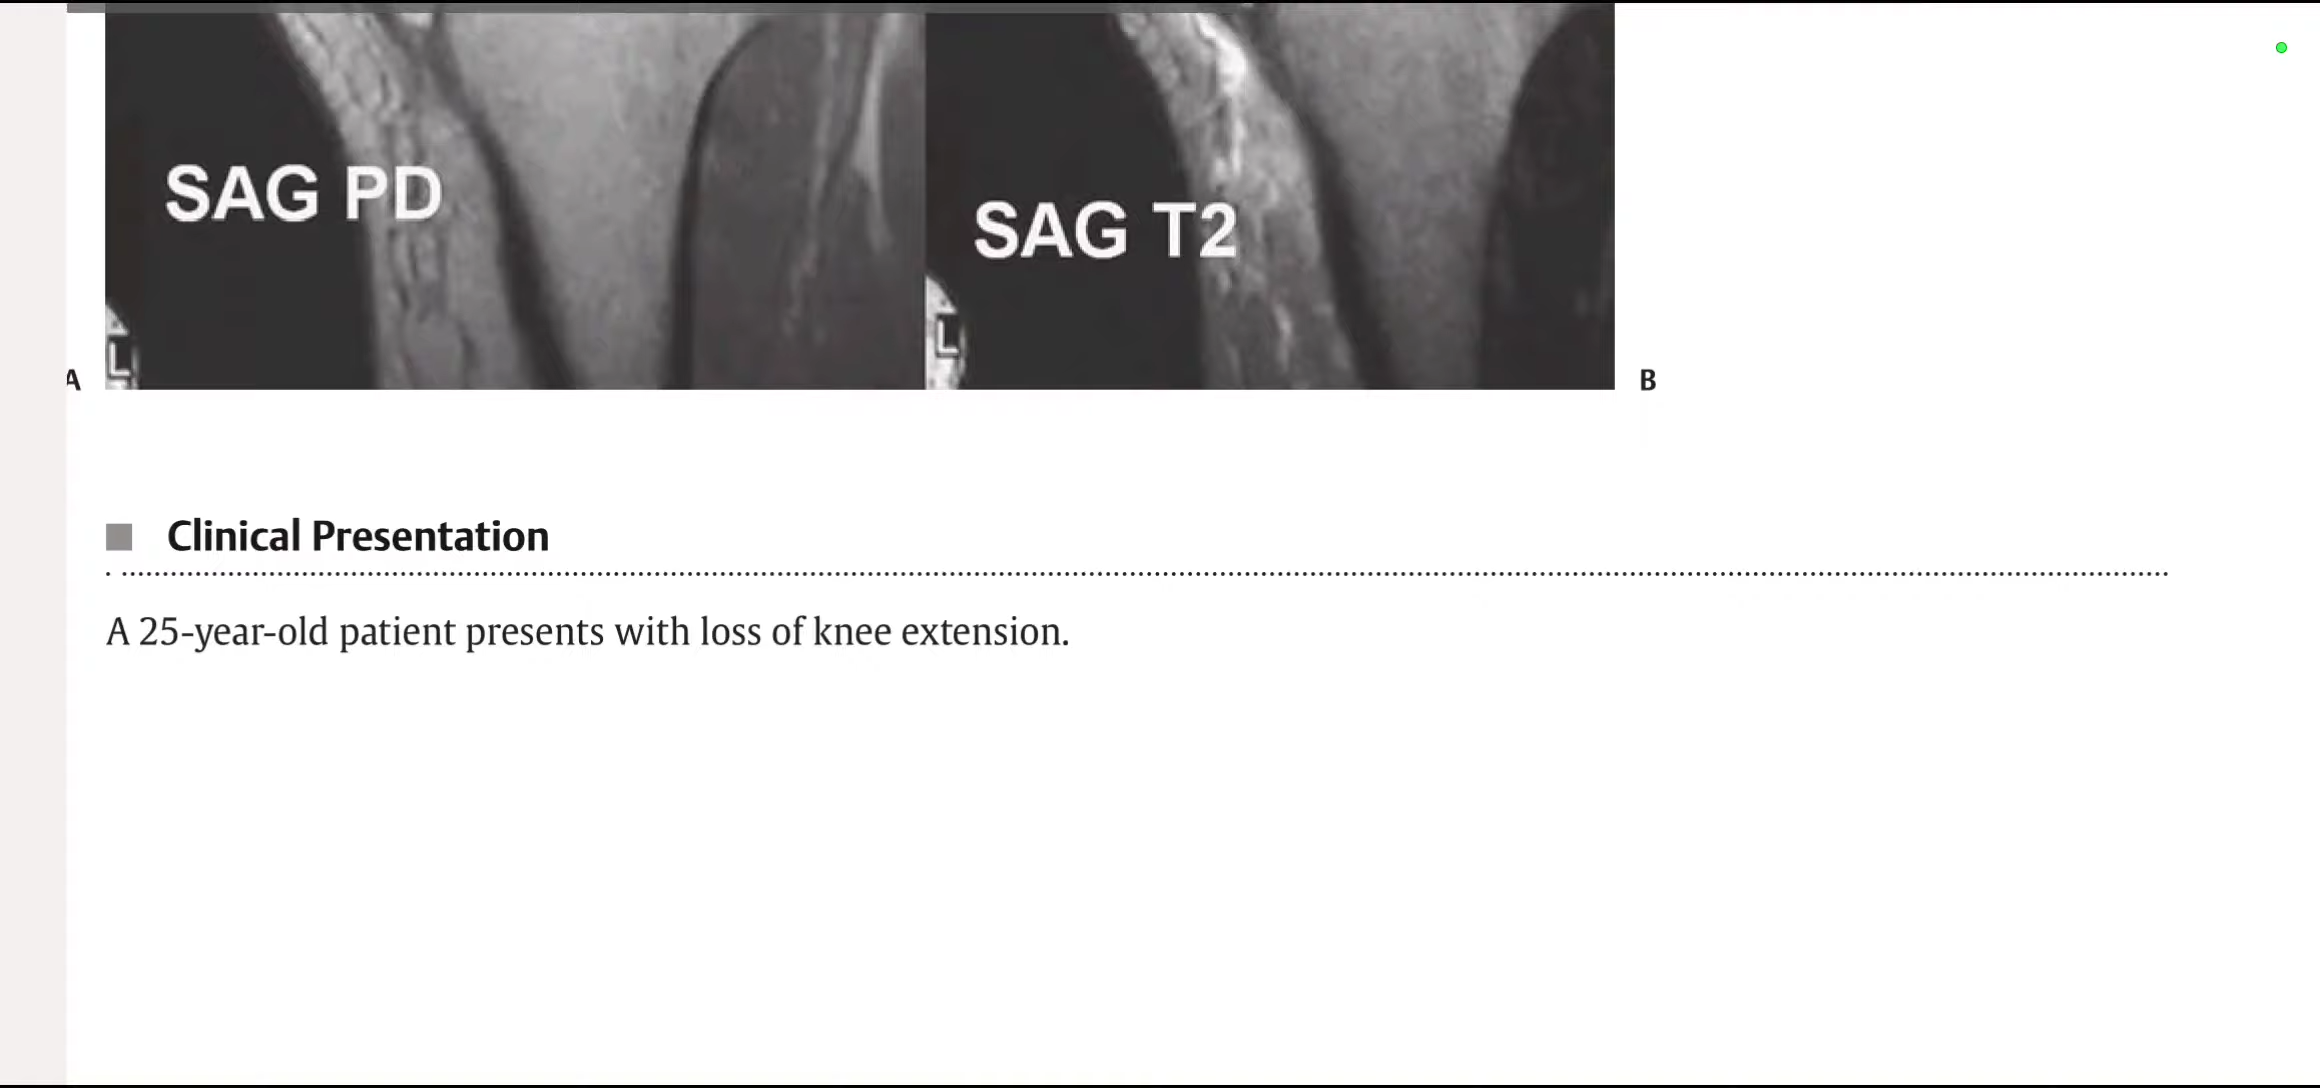 SAG PD
SAG T2
L
L
A
B
Clinical Presentation
A 25-year-old patient presents with loss of knee extension.